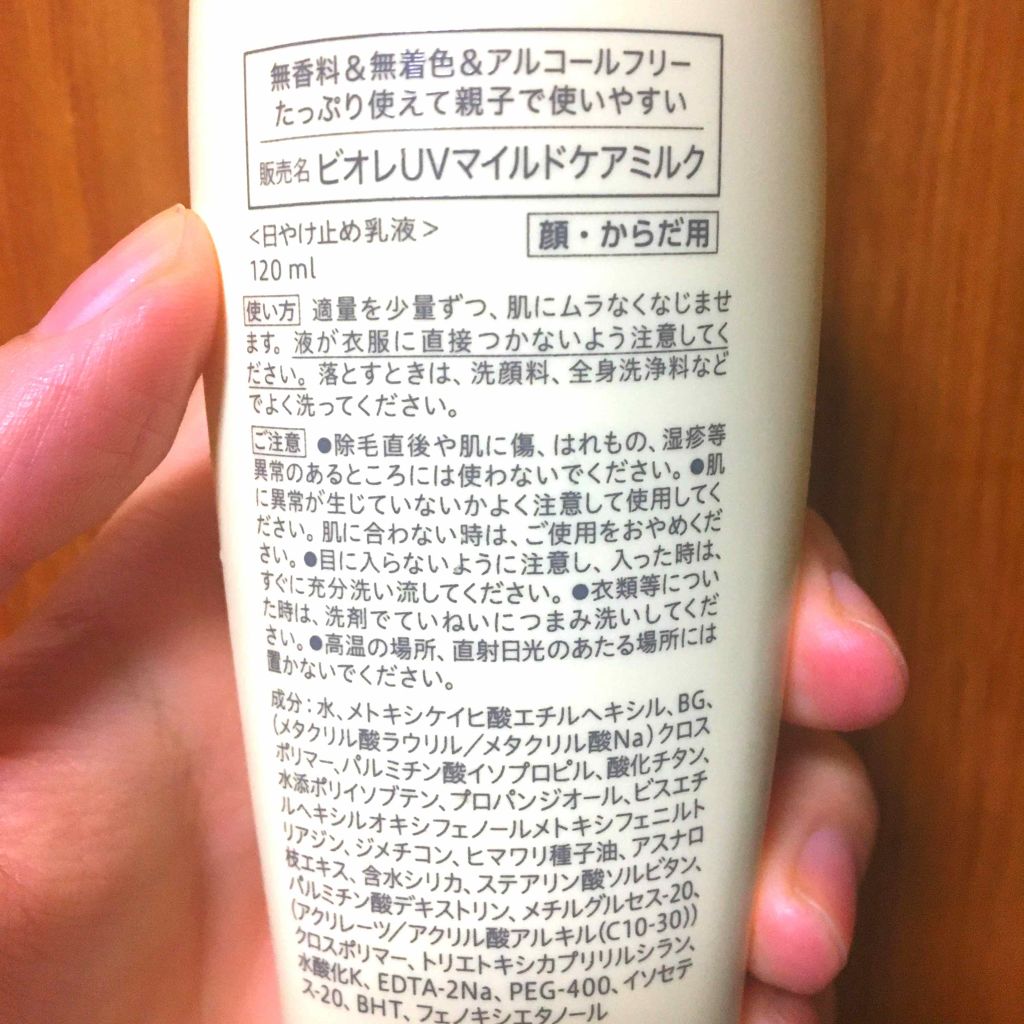 無香料&無着色&アルコールフリー
たっぷり使えて親子で使いやすい
販売名 ビオレUVマイルドケアミルク
<日やけ止め乳液>
顔・からだ用
120 ml
使い方 適量を少量ずつ、肌にムラなくなじませ
ます。液が衣服に直接つかないよう注意してく
ださい。落とすときは、洗顔料、全身洗浄料など
でよく洗ってください。
ご注意 ●除毛直後や肌に傷、はれもの、湿疹等
異常のあるところには使わないでください。●肌
に異常が生じていないかよく注意して使用してく
ださい。肌に合わない時は、ご使用をおやめくだ
さい。●目に入らないように注意し、入った時は、
すぐに充分洗い流してください。●衣類等につい
た時は、洗剤でていねいにつまみ洗いしてくだ
さい。●高温の場所、直射日光のあたる場所には
置かないでください。
成分:水、メトキシケイヒ酸エチルヘキシル、BG、
(メタクリル酸ラウリル/メタクリル酸Na)クロス
ポリマー、パルミチン酸イソプロピル、酸化チタン、
水添ポリイソブテン、プロパンジオール、ビスエチ
ルヘキシルオキシフェノールメトキシフェニルト
リアジン、ジメチコン、ヒマワリ種子油、アスナロ
枝エキス、含水シリカ、ステアリン酸ソルビタン、
パルミチン酸デキストリン、メチルグルセス-20、
(アクリレーツ/アクリル酸アルキル(C10-30))
クロスポリマー、トリエトキシカプリリルシラン、
水酸化K、EDTA-2Na、PEG-400、イソセテ
ス-20、BHT、フェノキシエタノール